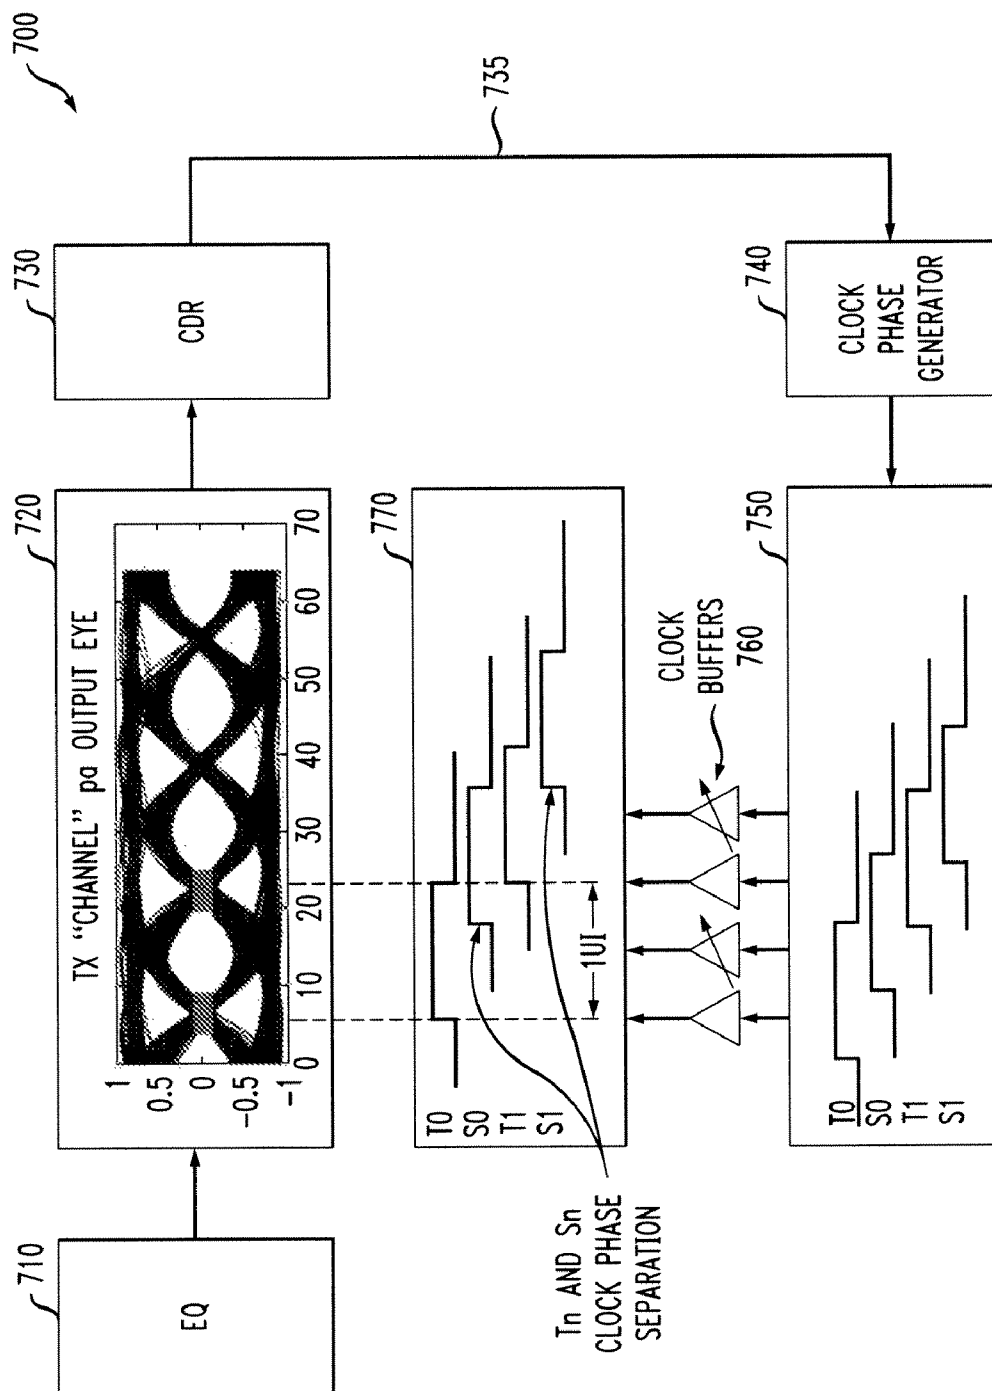 700
710
EQ
720
TX "CHANNEL" pa OUTPUT EYE
1
0.5
0
-0.5
-1
0
10
20
30
40
50
60
70
730
CDR
735
740
CLOCK
PHASE
GENERATOR
770
T0
S0
T1
S1
1UI
Tn AND Sn
CLOCK PHASE
SEPARATION
CLOCK
BUFFERS
760
750
T0
S0
T1
S1